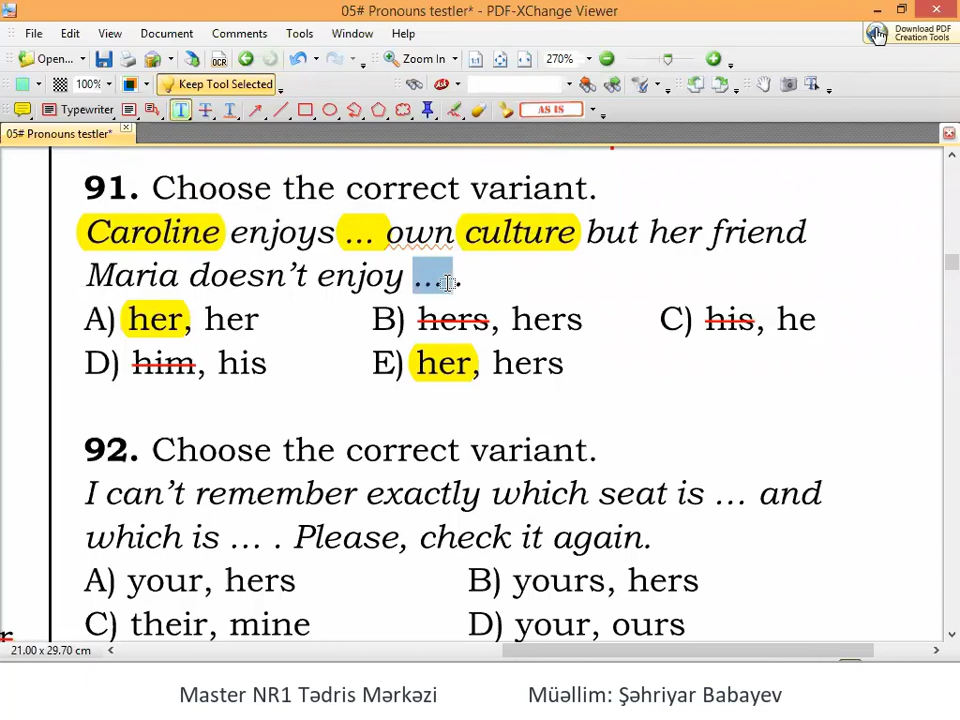 05# Pronouns testler* - PDF-XChange Viewer
File Edit View Document Comments Tools Window Help
Download PDF
Creation Tools
Open... OCR Zoom In 270%
100% Keep Tool Selected
Typewriter AS IS
05# Pronouns testler*
91. Choose the correct variant.
Caroline enjoys ... own culture but her friend
Maria doesn't enjoy ... .
A) her, her B) hers, hers C) his, he
D) him, his E) her, hers
92. Choose the correct variant.
I can't remember exactly which seat is ... and
which is ... . Please, check it again.
A) your, hers B) yours, hers
C) their, mine D) your, ours
r
21.00 x 29.70 cm
Master NR1 Tədris Mərkəzi Müəllim: Şəhriyar Babayev